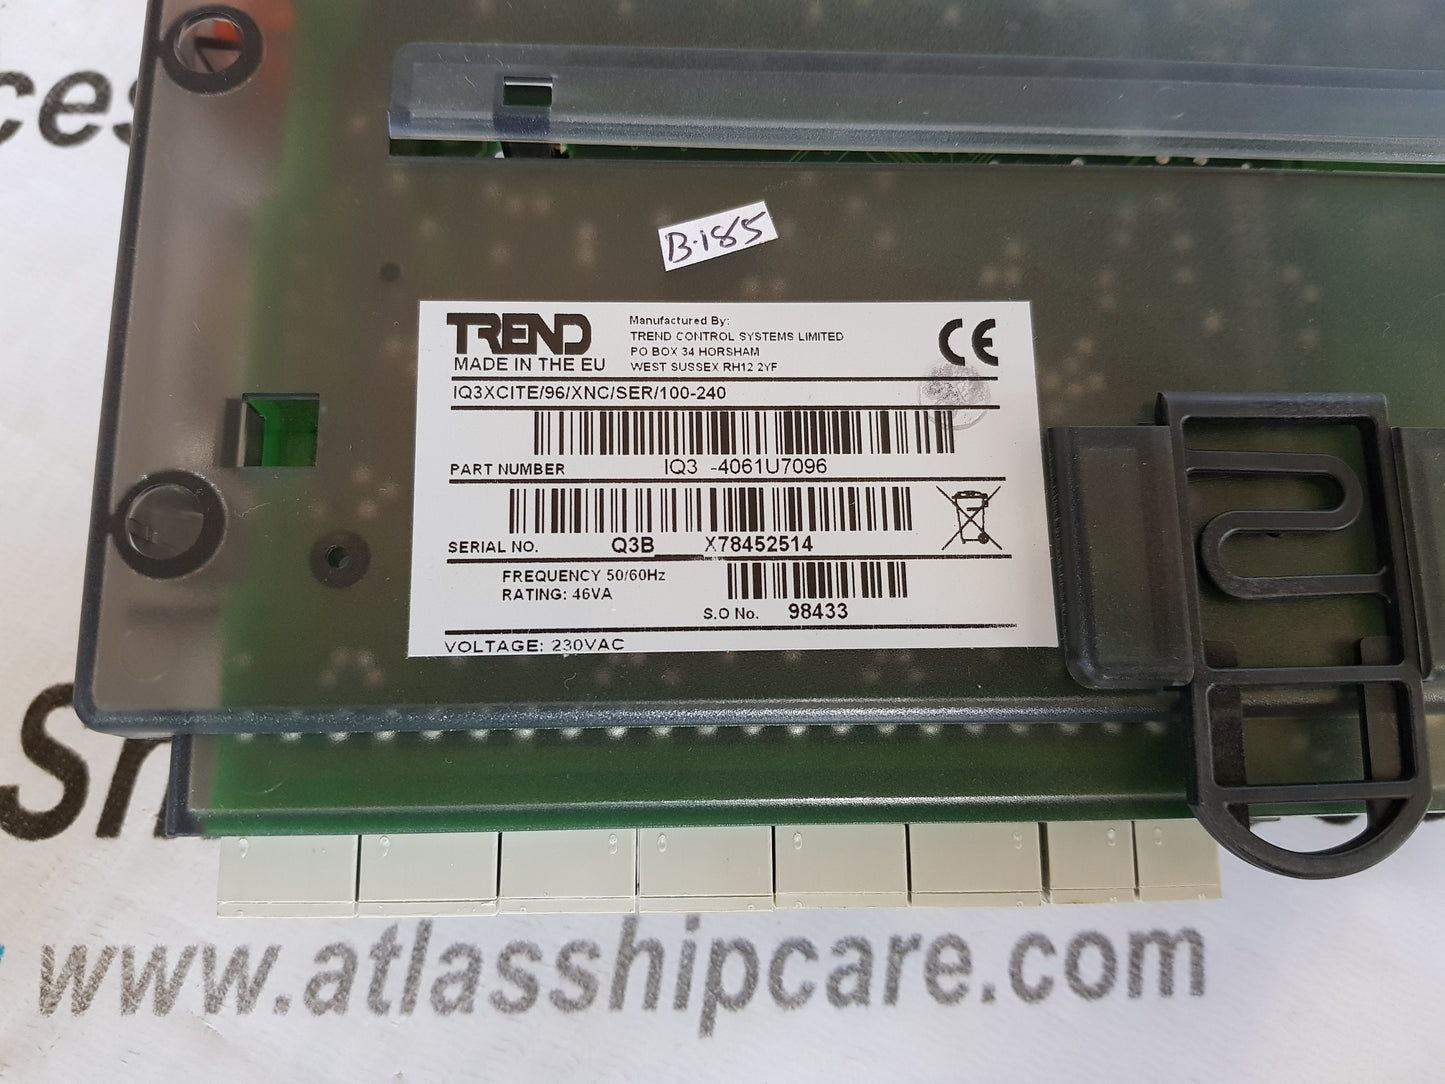 B-185
TREND
MADE IN THE EU
Manufactured By:
TREND CONTROL SYSTEMS LIMITED
PO BOX 34 HORSHAM
WEST SUSSEX RH12 2YF
CE
IQ3XCITE/96/XNC/SER/100-240
PART NUMBER IQ3 -4061U7096
SERIAL NO. Q3B X78452514
FREQUENCY 50/60Hz
RATING: 46VA
S.O No. 98433
VOLTAGE: 230VAC
www.atlasshipcare.com